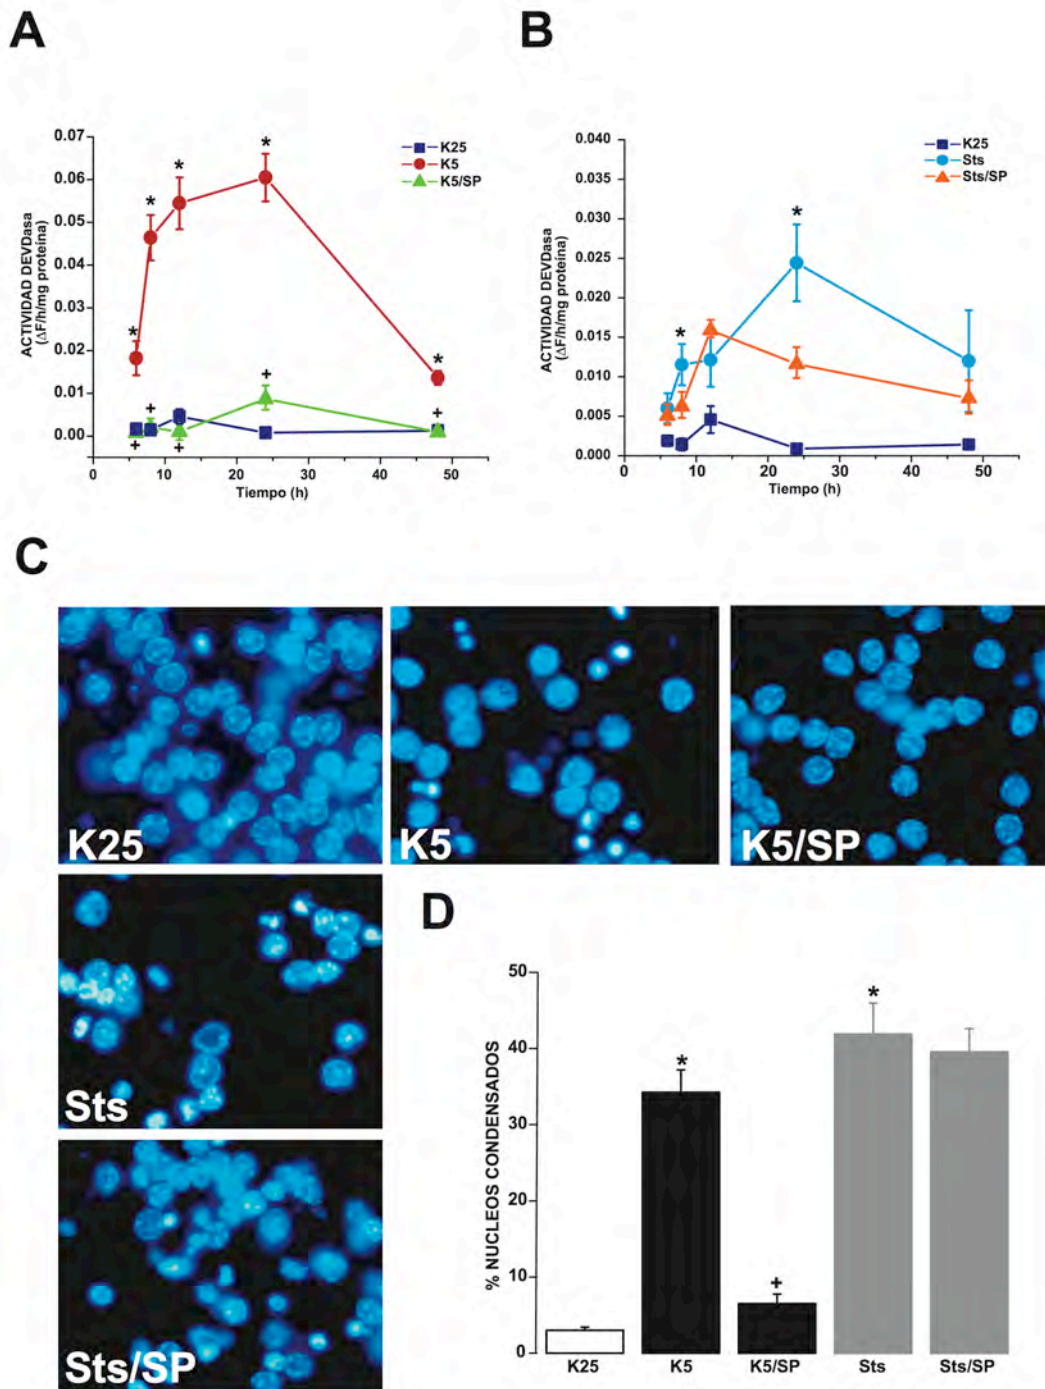 A
B
0.07
0.06
0.05
0.04
0.03
0.02
0.01
0.00
ACTIVIDAD DEVDasa
(ΔF/h/mg proteína)
K25
K5
K5/SP
*
*
*
*
*
+
+
+
+
+
0 10 20 30 40 50
Tiempo (h)
0.040
0.035
0.030
0.025
0.020
0.015
0.010
0.005
0.000
ACTIVIDAD DEVDasa
(ΔF/h/mg proteína)
K25
Sts
Sts/SP
*
*
0 10 20 30 40 50
Tiempo (h)
C
K25
K5
K5/SP
Sts
Sts/SP
D
50
40
30
20
10
0
% NUCLEOS CONDENSADOS
*
+
*
K25 K5 K5/SP Sts Sts/SP